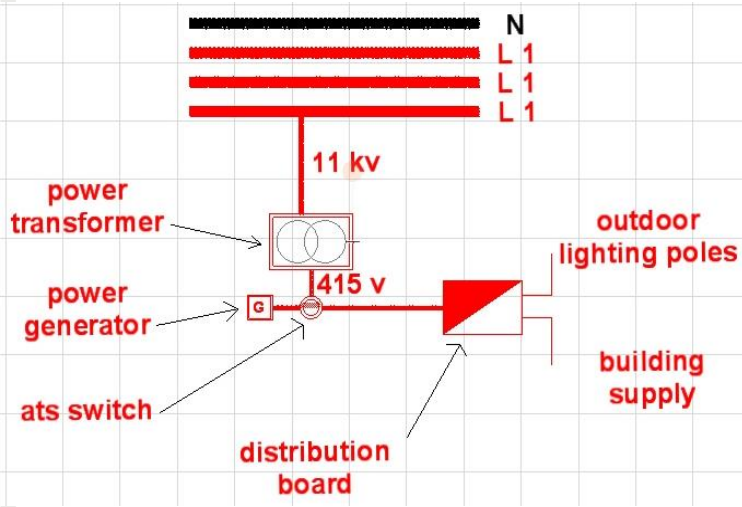 N
L 1
L 1
L 1
11 kv
power
transformer
outdoor
lighting poles
415 v
power
generator
G
building
supply
ats switch
distribution
board